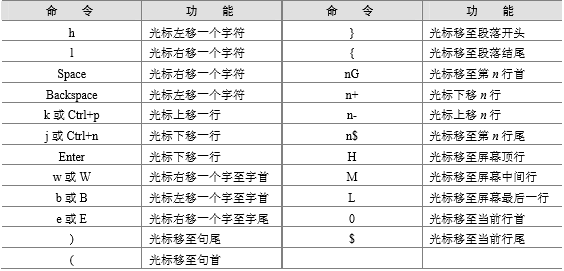 命 令 功 能 命 令 功 能
h 光标左移一个字符 } 光标移至段落开头
l 光标右移一个字符 { 光标移至段落结尾
Space 光标右移一个字符 nG 光标移至第 n 行首
Backspace 光标左移一个字符 n+ 光标下移 n 行
k 或 Ctrl+p 光标上移一行 n- 光标上移 n 行
j 或 Ctrl+n 光标下移一行 n$ 光标移至第 n 行尾
Enter 光标下移一行 H 光标移至屏幕顶行
w 或 W 光标右移一个字至字首 M 光标移至屏幕中间行
b 或 B 光标左移一个字至字首 L 光标移至屏幕最后一行
e 或 E 光标右移一个字至字尾 0 光标移至当前行首
) 光标移至句尾 $ 光标移至当前行尾
( 光标移至句首